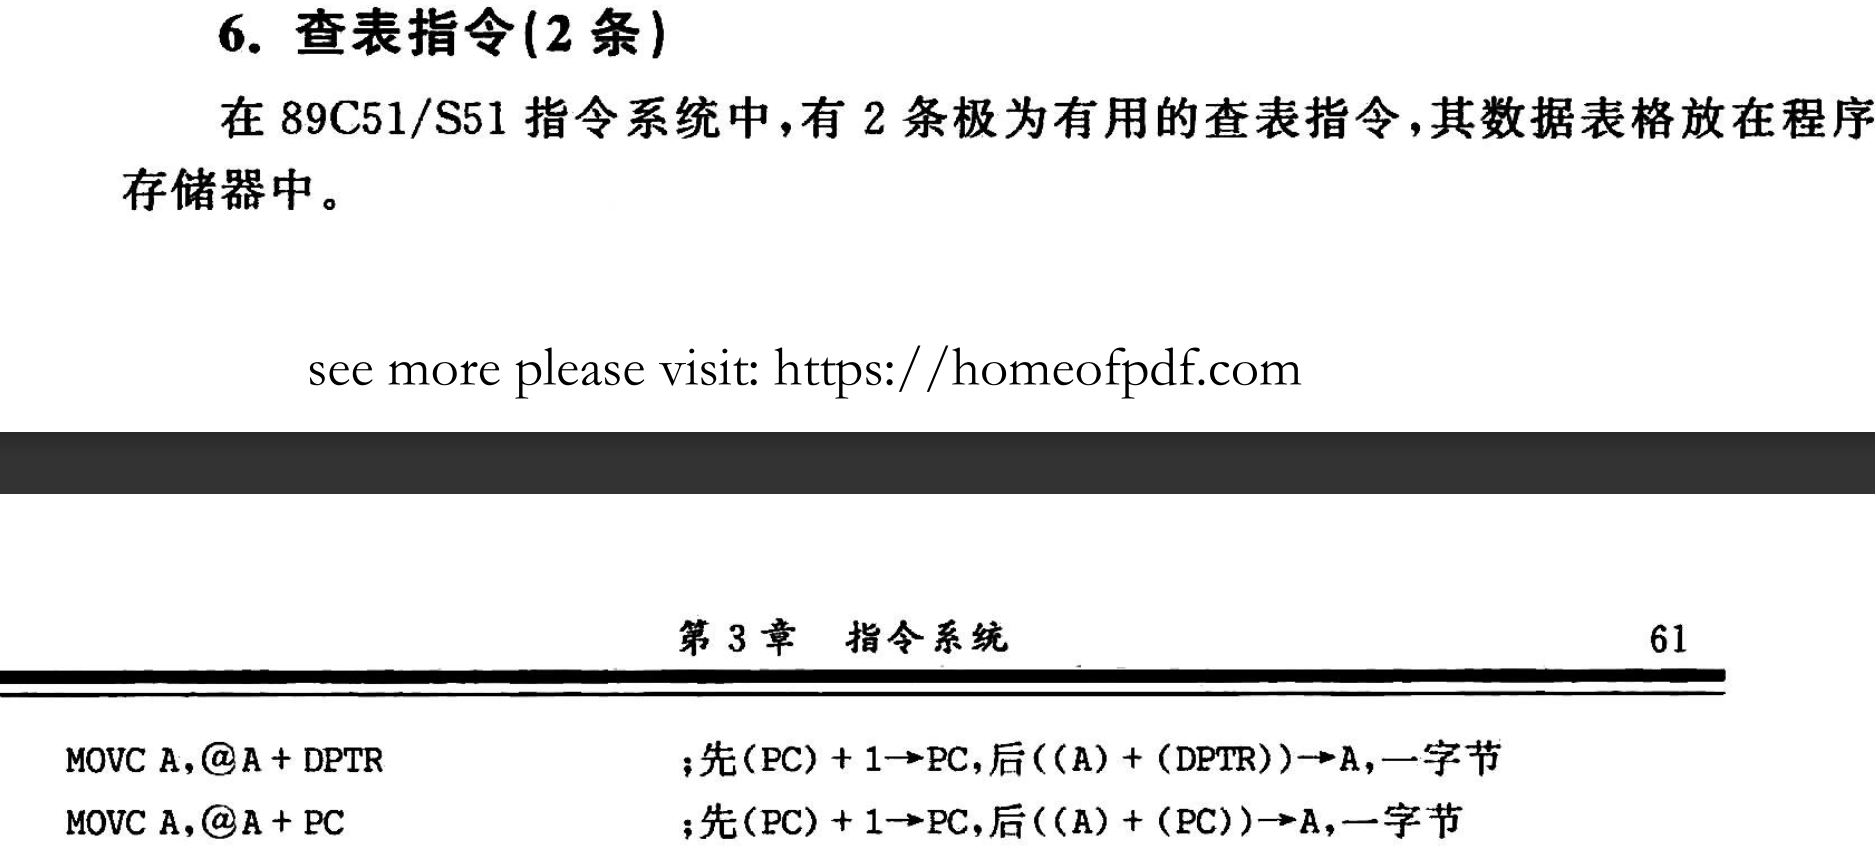 6. 查表指令(2 条)
在 89C51/S51 指令系统中,有 2 条极为有用的查表指令,其数据表格放在程序
存储器中。
see more please visit: https://homeofpdf.com
第 3 章 指令系统 61
MOVC A,@A + DPTR ;先(PC) + 1→PC,后((A) + (DPTR))→A,一字节
MOVC A,@A + PC ;先(PC) + 1→PC,后((A) + (PC))→A,一字节